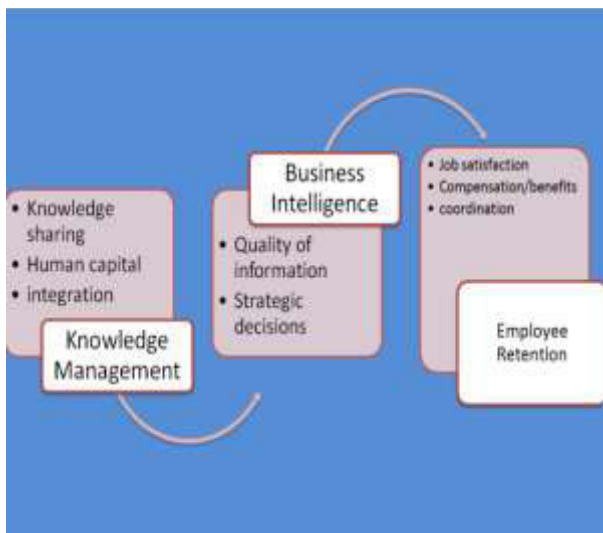 • Knowledge
sharing
• Human capital
• integration
Knowledge
Management
Business
Intelligence
• Quality of
information
• Strategic
decisions
• Job satisfaction
• Compensation/benefits
• coordination
Employee
Retention